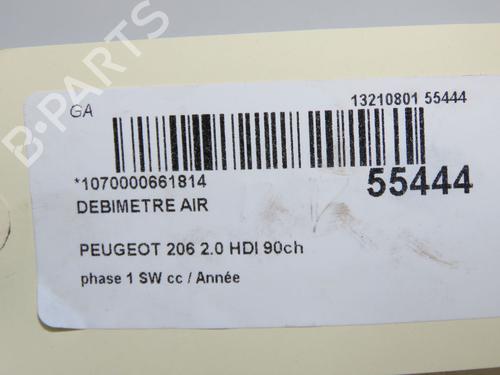 GA
13210801 55444
*1070000661814
55444
DEBIMETRE AIR
PEUGEOT 206 2.0 HDI 90ch
phase 1 SW cc / Année
B-PARTS